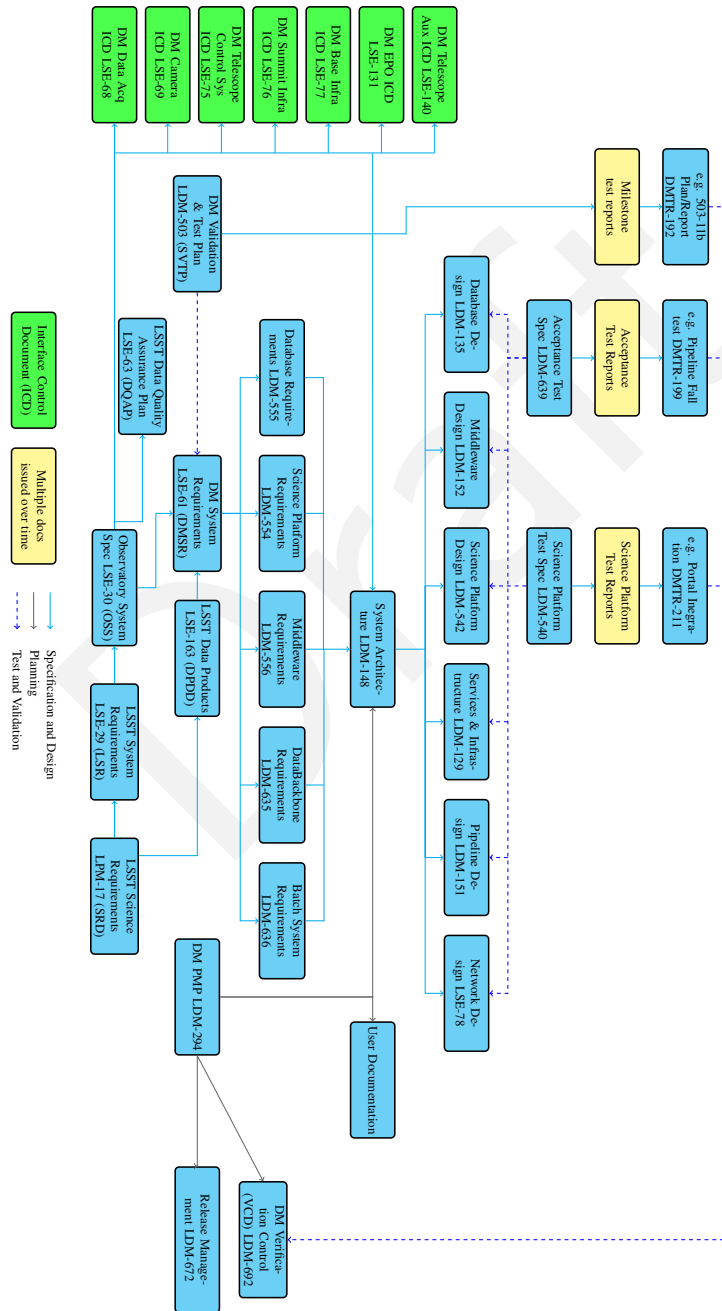 DM Data Acq
ICD LSE-68
DM Camera
ICD LSE-69
DM Telescope
Control Sys
ICD LSE-75
DM Summit Infra
ICD LSE-76
DM Base Infra
ICD LSE-77
DM EPO ICD
LSE-131
DM Telescope
Aux ICD LSE-140
DM Validation
& Test Plan
LDM-503 (SVTP)
Milestone
test reports
e.g. 503-11b
Plan/Report
DMTR-192
LSST Data Quality
Assurance Plan
LSE-63 (DQAP)
Database Require-
ments LDM-555
Database De-
sign LDM-135
Acceptance Test
Spec LDM-639
Acceptance
Test Reports
e.g. Pipeline Fall
test DMTR-199
Middleware
Design LDM-152
Observatory System
Spec LSE-30 (OSS)
DM System
Requirements
LSE-61 (DMSR)
Science Platform
Requirements
LDM-554
Science Platform
Design LDM-542
Science Platform
Test Spec LDM-540
Science Platform
Test Reports
e.g. Portal Inegra-
tion DMTR-211
LSST Data Products
LSE-163 (DPDD)
Middleware
Requirements
LDM-556
System Architec-
ture LDM-148
LSST System
Requirements
LSE-29 (LSR)
Services & Infras-
tructure LDM-129
DataBackbone
Requirements
LDM-635
Pipeline De-
sign LDM-151
LSST Science
Requirements
LPM-17 (SRD)
Batch System
Requirements
LDM-636
Network De-
sign LSE-78
DM PMP LDM-294
User Documentation
Release Manage-
ment LDM-672
DM Verifica-
tion Control
(VCD) LDM-692
Interface Control
Document (ICD)
Multiple docs
issued over time
Specification and Design
Planning
Test and Validation
Draft